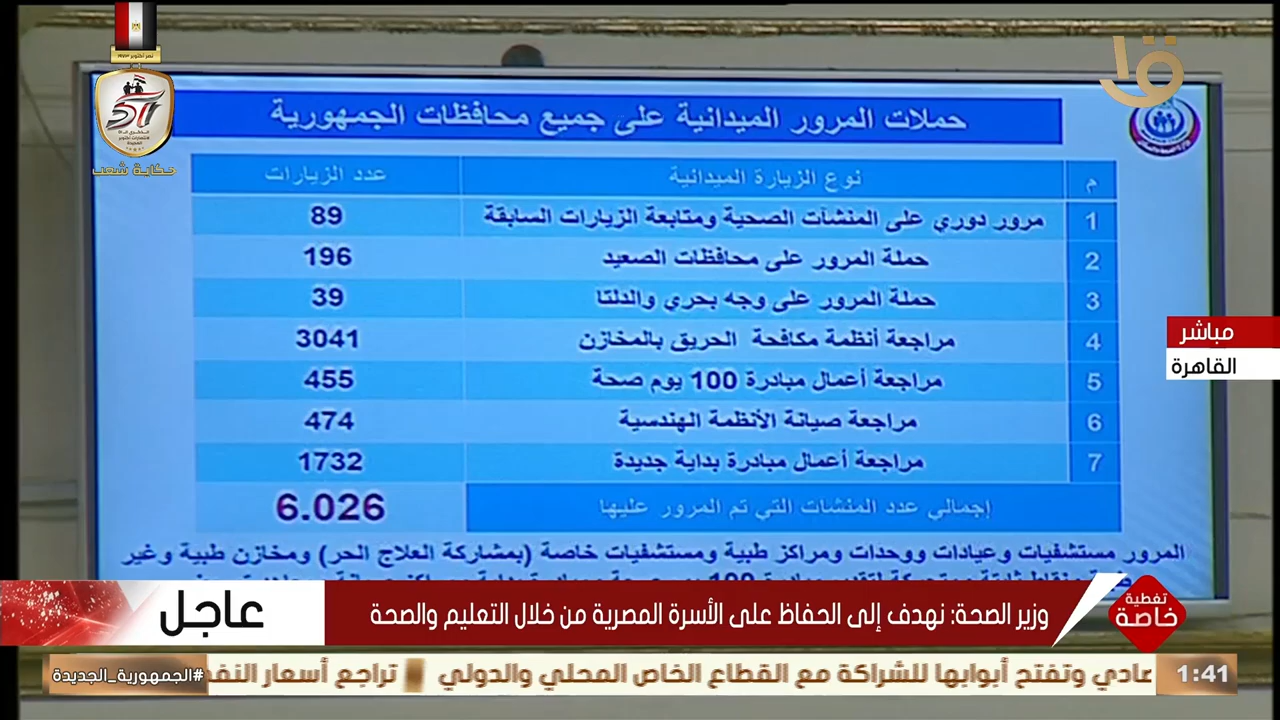 نصر أكتوبر ١٩٧٣
حكاية شعب
حملات المرور الميدانية على جميع محافظات الجمهورية
م نوع الزيارة الميدانية عدد الزيارات
1 مرور دوري على المنشآت الصحية ومتابعة الزيارات السابقة 89
2 حملة المرور على محافظات الصعيد 196
3 حملة المرور على وجه بحري والدلتا 39
4 مراجعة أنظمة مكافحة الحريق بالمخازن 3041
5 مراجعة أعمال مبادرة 100 يوم صحة 455
6 مراجعة صيانة الأنظمة الهندسية 474
7 مراجعة أعمال مبادرة بداية جديدة 1732
إجمالي عدد المنشات التي تم المرور عليها 6.026
المرور مستشفيات وعيادات ووحدات ومراكز طبية ومستشفيات خاصة (بمشاركة العلاج الحر) ومخازن طبية وغير
مباشر
القاهرة
تغطية
خاصة
وزير الصحة: نهدف إلى الحفاظ على الأسرة المصرية من خلال التعليم والصحة
عاجل
1:41
عادي وتفتح أبوابها للشراكة مع القطاع الخاص المحلي والدولي
تراجع أسعار النف
#الجمهورية_الجديدة